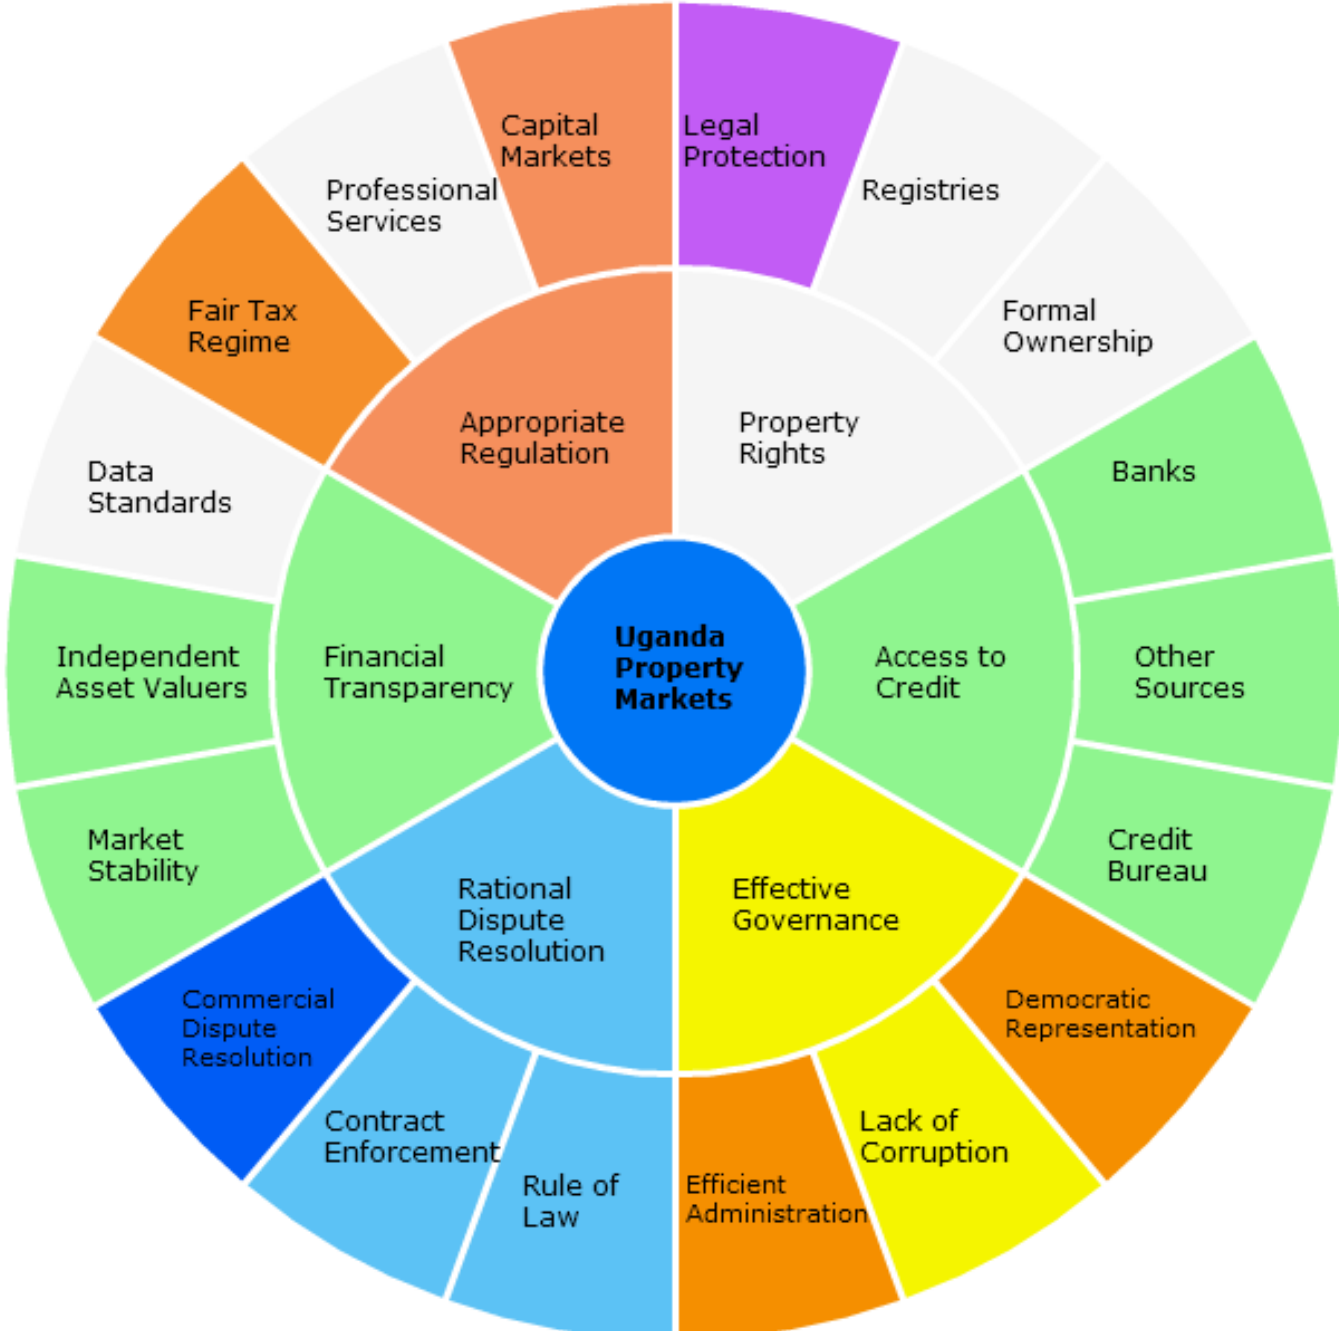 Capital
Markets
Legal
Protection
Professional
Services
Registries
Fair Tax
Regime
Formal
Ownership
Appropriate
Regulation
Property
Rights
Data
Standards
Banks
Independent
Asset Valuers
Financial
Transparency
Uganda
Property
Markets
Access to
Credit
Other
Sources
Market
Stability
Credit
Bureau
Rational
Dispute
Resolution
Effective
Governance
Commercial
Dispute
Resolution
Democratic
Representation
Contract
Enforcement
Lack of
Corruption
Rule of
Law
Efficient
Administration